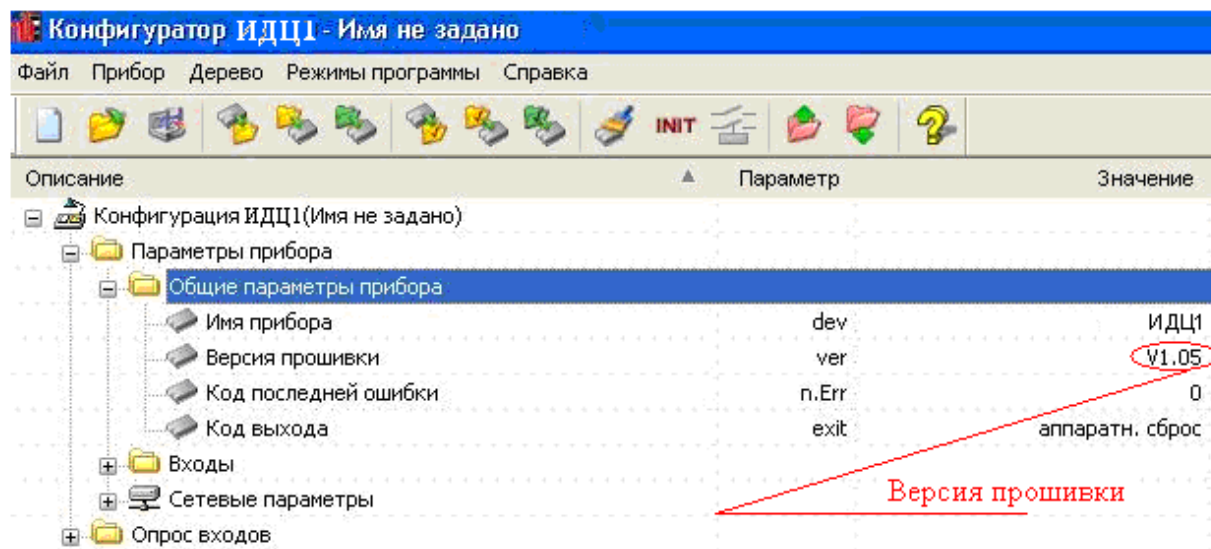 Конфигуратор ИДЦ1 - Имя не задано
Файл Прибор Дерево Режимы программы Справка
INIT
Описание Параметр Значение
Конфигурация ИДЦ1(Имя не задано)
Параметры прибора
Общие параметры прибора
Имя прибора dev ИДЦ1
Версия прошивки ver V1.05
Код последней ошибки n.Err 0
Код выхода exit аппаратн. сброс
Входы
Сетевые параметры
Версия прошивки
Опрос входов